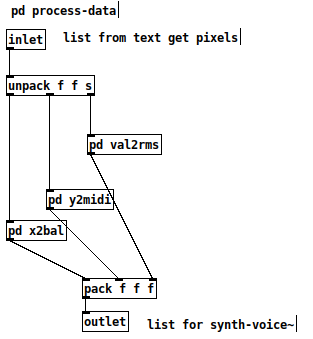 pd process-data
inlet
list from text get pixels
unpack f f s
pd val2rms
pd y2midi
pd x2bal
pack f f f
outlet
list for synth-voice~